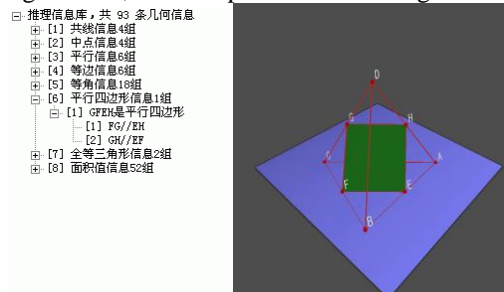 推理信息库,共 93 条几何信息
[1] 共线信息4组
[2] 中点信息4组
[3] 平行信息6组
[4] 等边信息6组
[5] 等角信息18组
[6] 平行四边形信息1组
[1] GFEH是平行四边形
[1] FG//EH
[2] GH//EF
[7] 全等三角形信息2组
[8] 面积值信息52组
D
G
H
C
A
F
E
B